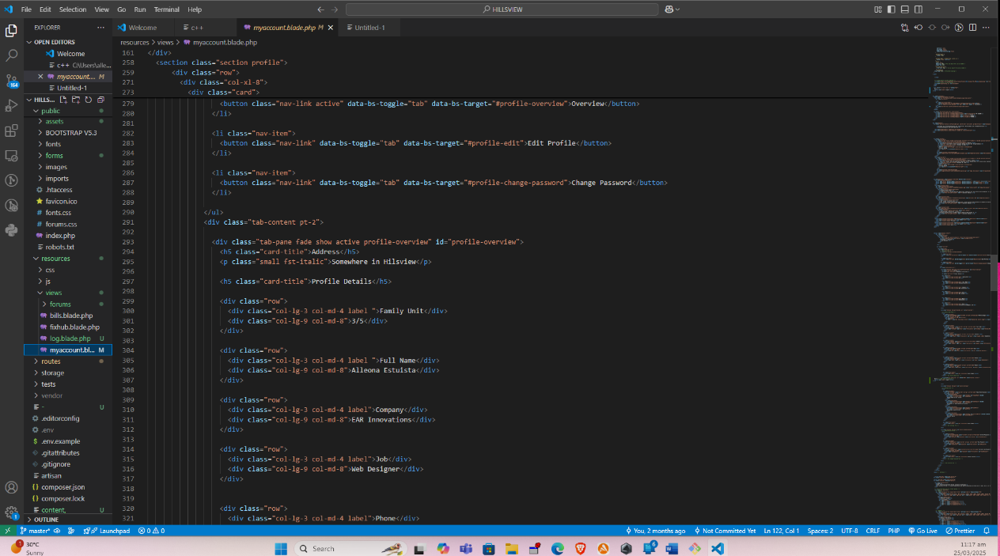 File Edit Selection View Go Run Terminal Help
HILLSVIEW
EXPLORER
Welcome
c++
myaccount.blade.php M
Untitled-1
OPEN EDITORS
Welcome
c++ C:\Users\alle...
myaccount.... M
Untitled-1
HILLS...
public
assets
BOOTSTRAP V5.3
fonts
forms
images
imports
.htaccess
favicon.ico
fonts.css
forums.css
index.php
robots.txt
resources
css
js
views
forums
bills.blade.php
fixhub.blade.php
log.blade.php U
myaccount.bl... M
routes
storage
tests
vendor
- U
.editorconfig
.env
.env.example
.gitattributes
.gitignore
artisan
composer.json
composer.lock
content, U
OUTLINE
164
1
resources > views > myaccount.blade.php
161 </div>
258 <section class="section profile">
259 <div class="row">
271 <div class="col-xl-8">
273 <div class="card">
279 <button class="nav-link active" data-bs-toggle="tab" data-bs-target="#profile-overview">Overview</button>
280 </li>
281
282 <li class="nav-item">
283 <button class="nav-link" data-bs-toggle="tab" data-bs-target="#profile-edit">Edit Profile</button>
284 </li>
285
286 <li class="nav-item">
287 <button class="nav-link" data-bs-toggle="tab" data-bs-target="#profile-change-password">Change Password</button>
288 </li>
289
290 </ul>
291 <div class="tab-content pt-2">
292
293 <div class="tab-pane fade show active profile-overview" id="profile-overview">
294 <h5 class="card-title">Address</h5>
295 <p class="small fst-italic">Somewhere in Hilsview</p>
296
297 <h5 class="card-title">Profile Details</h5>
298
299 <div class="row">
300 <div class="col-lg-3 col-md-4 label ">Family Unit</div>
301 <div class="col-lg-9 col-md-8">3/5</div>
302 </div>
303
304 <div class="row">
305 <div class="col-lg-3 col-md-4 label ">Full Name</div>
306 <div class="col-lg-9 col-md-8">Alleona Estuista</div>
307 </div>
308
309 <div class="row">
310 <div class="col-lg-3 col-md-4 label">Company</div>
311 <div class="col-lg-9 col-md-8">EAR Innovations</div>
312 </div>
313
314 <div class="row">
315 <div class="col-lg-3 col-md-4 label">Job</div>
316 <div class="col-lg-9 col-md-8">Web Designer</div>
317 </div>
318
319
320 <div class="row">
321 <div class="col-lg-3 col-md-4 label">Phone</div>
master* Launchpad 0 0 You, 2 months ago Not Committed Yet Ln 122, Col 1 Spaces: 2 UTF-8 CRLF PHP Go Live Prettier
1 30°C
Sunny
Search
6
11:17 am
25/03/2025